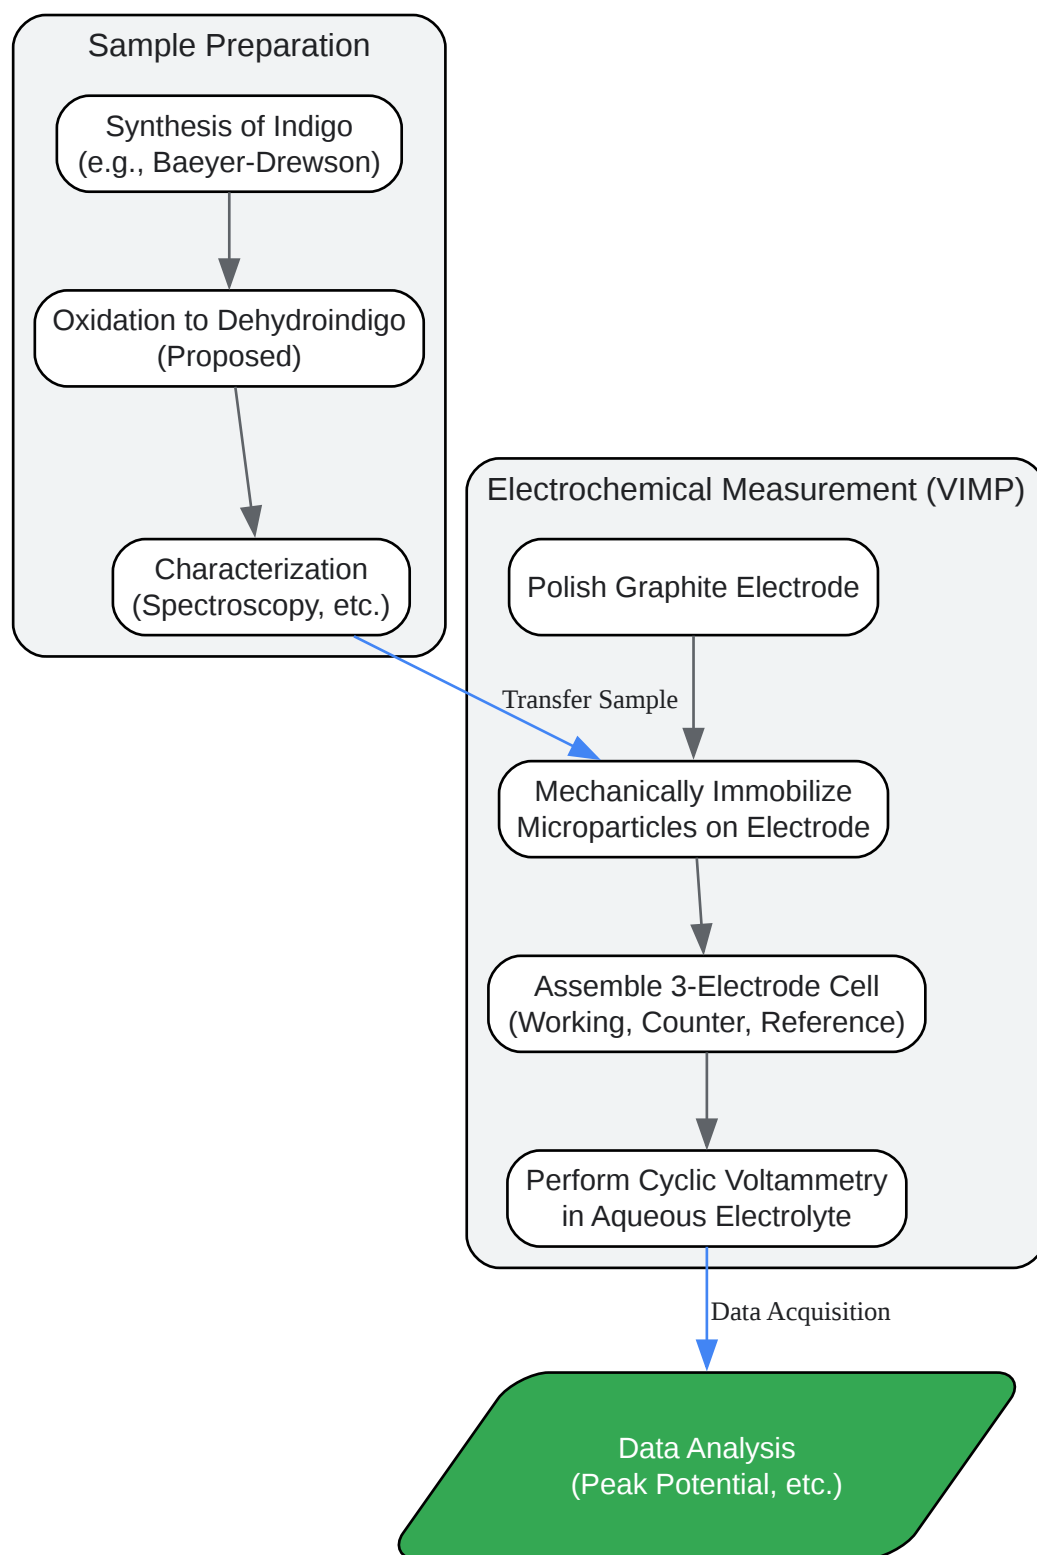 Sample Preparation
Synthesis of Indigo
(e.g., Baeyer-Drewson)
Oxidation to Dehydroindigo
(Proposed)
Characterization
(Spectroscopy, etc.)
Electrochemical Measurement (VIMP)
Polish Graphite Electrode
Transfer Sample
Mechanically Immobilize
Microparticles on Electrode
Assemble 3-Electrode Cell
(Working, Counter, Reference)
Perform Cyclic Voltammetry
in Aqueous Electrolyte
Data Acquisition
Data Analysis
(Peak Potential, etc.)